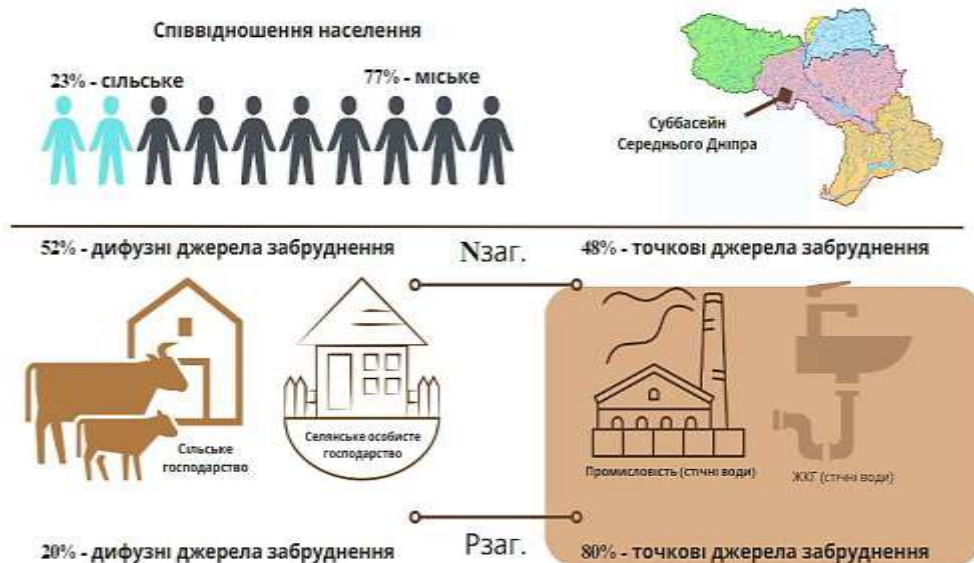 Співвідношення населення
23% - сільське
77% - міське
Суббасейн
Середнього Дніпра
52% - дифузні джерела забруднення
Nзаг.
48% - точкові джерела забруднення
Сільське
господарство
Селянське особисте
господарство
Промисловість (стічні води)
ЖКГ (стічні води)
20% - дифузні джерела забруднення
Pзаг.
80% - точкові джерела забруднення